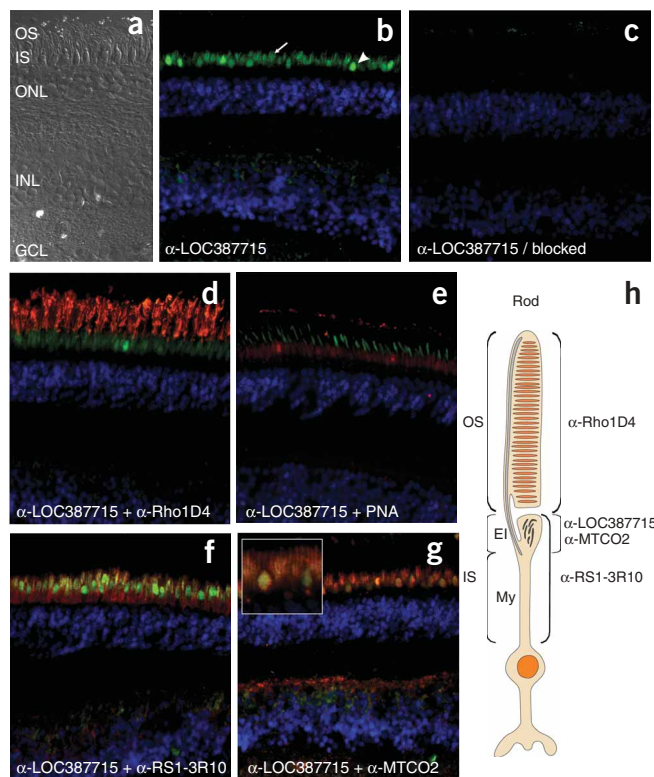 a
OS
IS
ONL
INL
GCL
b
α-LOC387715
c
α-LOC387715 / blocked
d
α-LOC387715 + α-Rho1D4
e
α-LOC387715 + PNA
f
α-LOC387715 + α-RS1-3R10
g
α-LOC387715 + α-MTCO2
h
Rod
OS
α-Rho1D4
El
α-LOC387715
α-MTCO2
IS
My
α-RS1-3R10